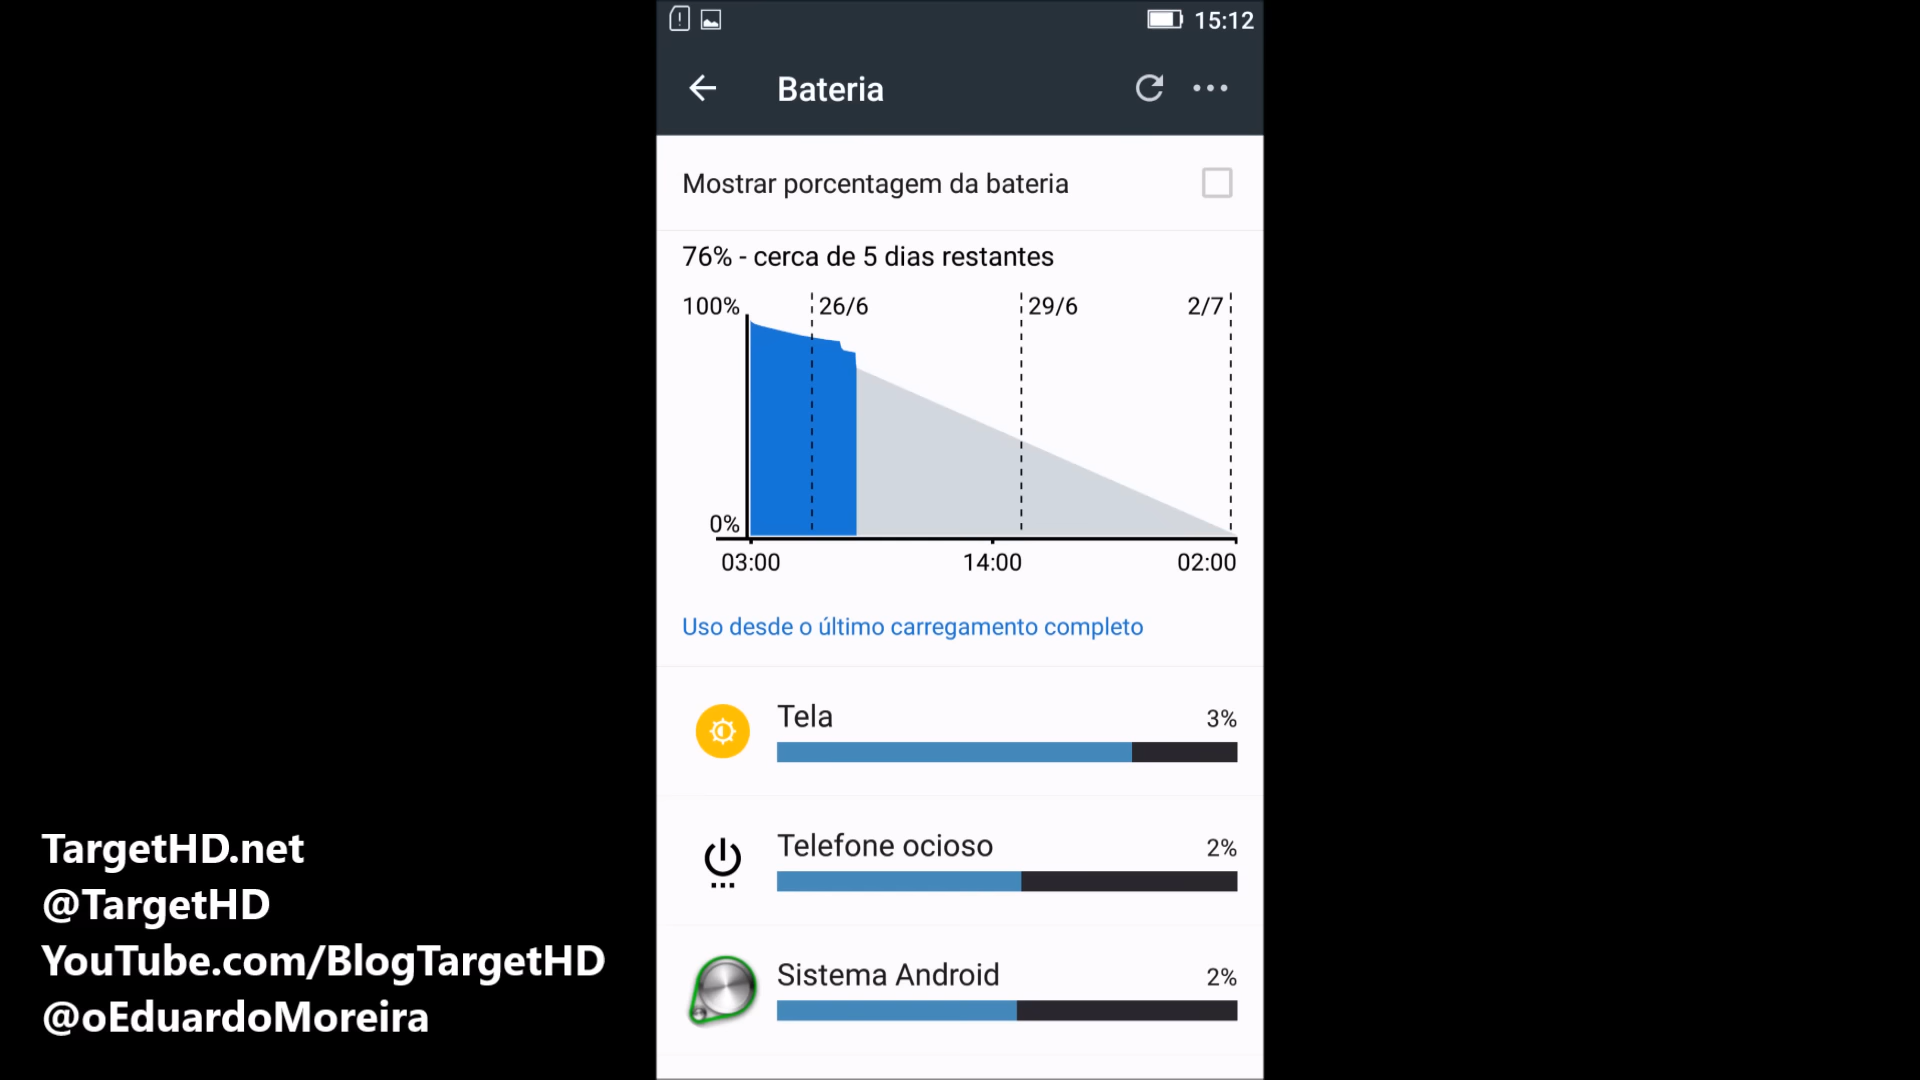 15:12
Bateria
Mostrar porcentagem da bateria
76% - cerca de 5 dias restantes
100% 26/6 29/6 2/7
0%
03:00 14:00 02:00
Uso desde o último carregamento completo
Tela 3%
Telefone ocioso 2%
Sistema Android 2%
TargetHD.net
@TargetHD
YouTube.com/BlogTargetHD
@oEduardoMoreira